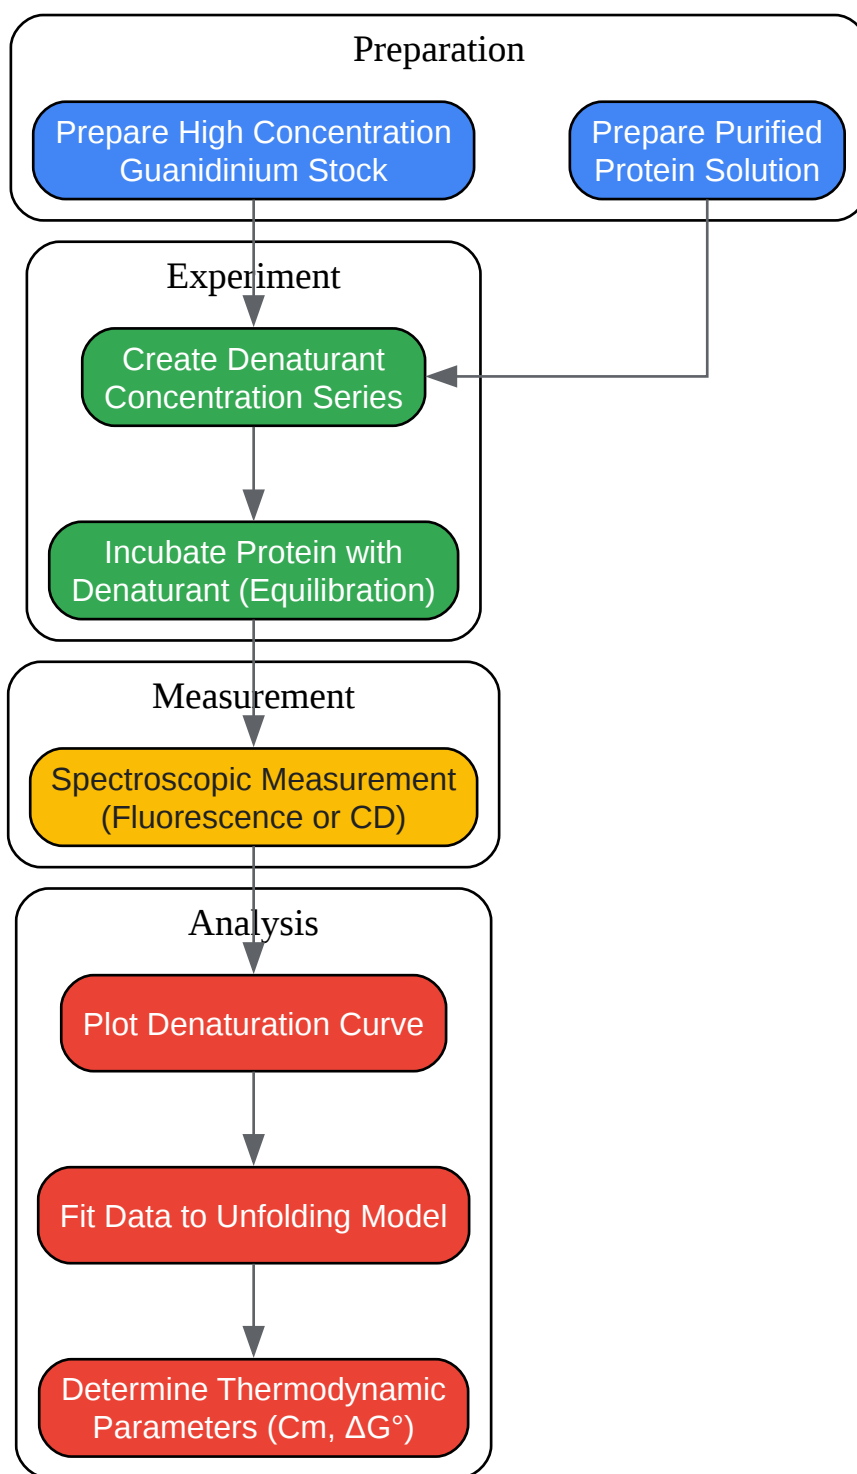 Preparation
Prepare High Concentration
Guanidinium Stock
Prepare Purified
Protein Solution
Experiment
Create Denaturant
Concentration Series
Incubate Protein with
Denaturant (Equilibration)
Measurement
Spectroscopic Measurement
(Fluorescence or CD)
Analysis
Plot Denaturation Curve
Fit Data to Unfolding Model
Determine Thermodynamic
Parameters (Cm, ΔG°)